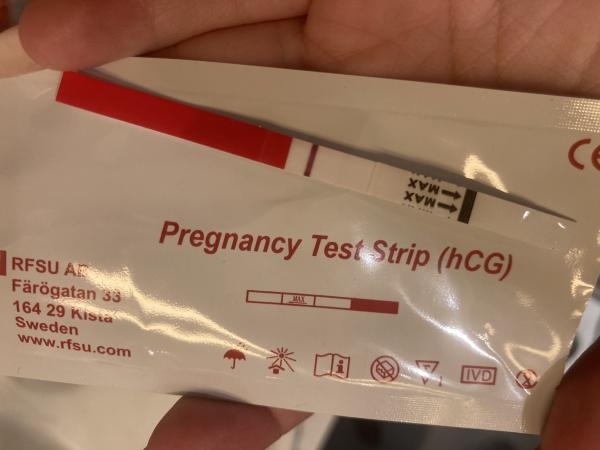 MAX
MAX
Pregnancy Test Strip (hCG)
MAX
RFSU AB
Färögatan 33
164 29 Kista
Sweden
www.rfsu.com
i
IVD
CE